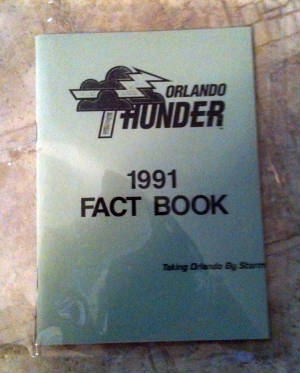 ORLANDO
THUNDER
1991
FACT BOOK
Taking Orlando By Storm